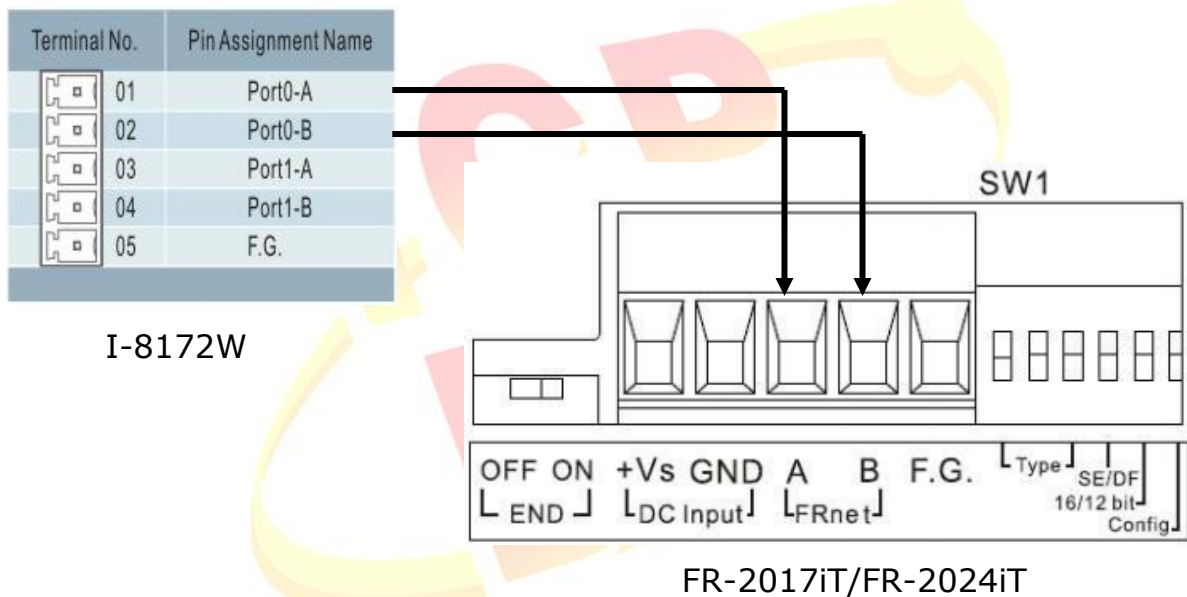 Terminal No. Pin Assignment Name
01 Port0-A
02 Port0-B
03 Port1-A
04 Port1-B
05 F.G.
I-8172W
SW1
OFF ON +Vs GND A B F.G. Type SE/DF
END DC Input FRnet 16/12 bit
Config
FR-2017iT/FR-2024iT